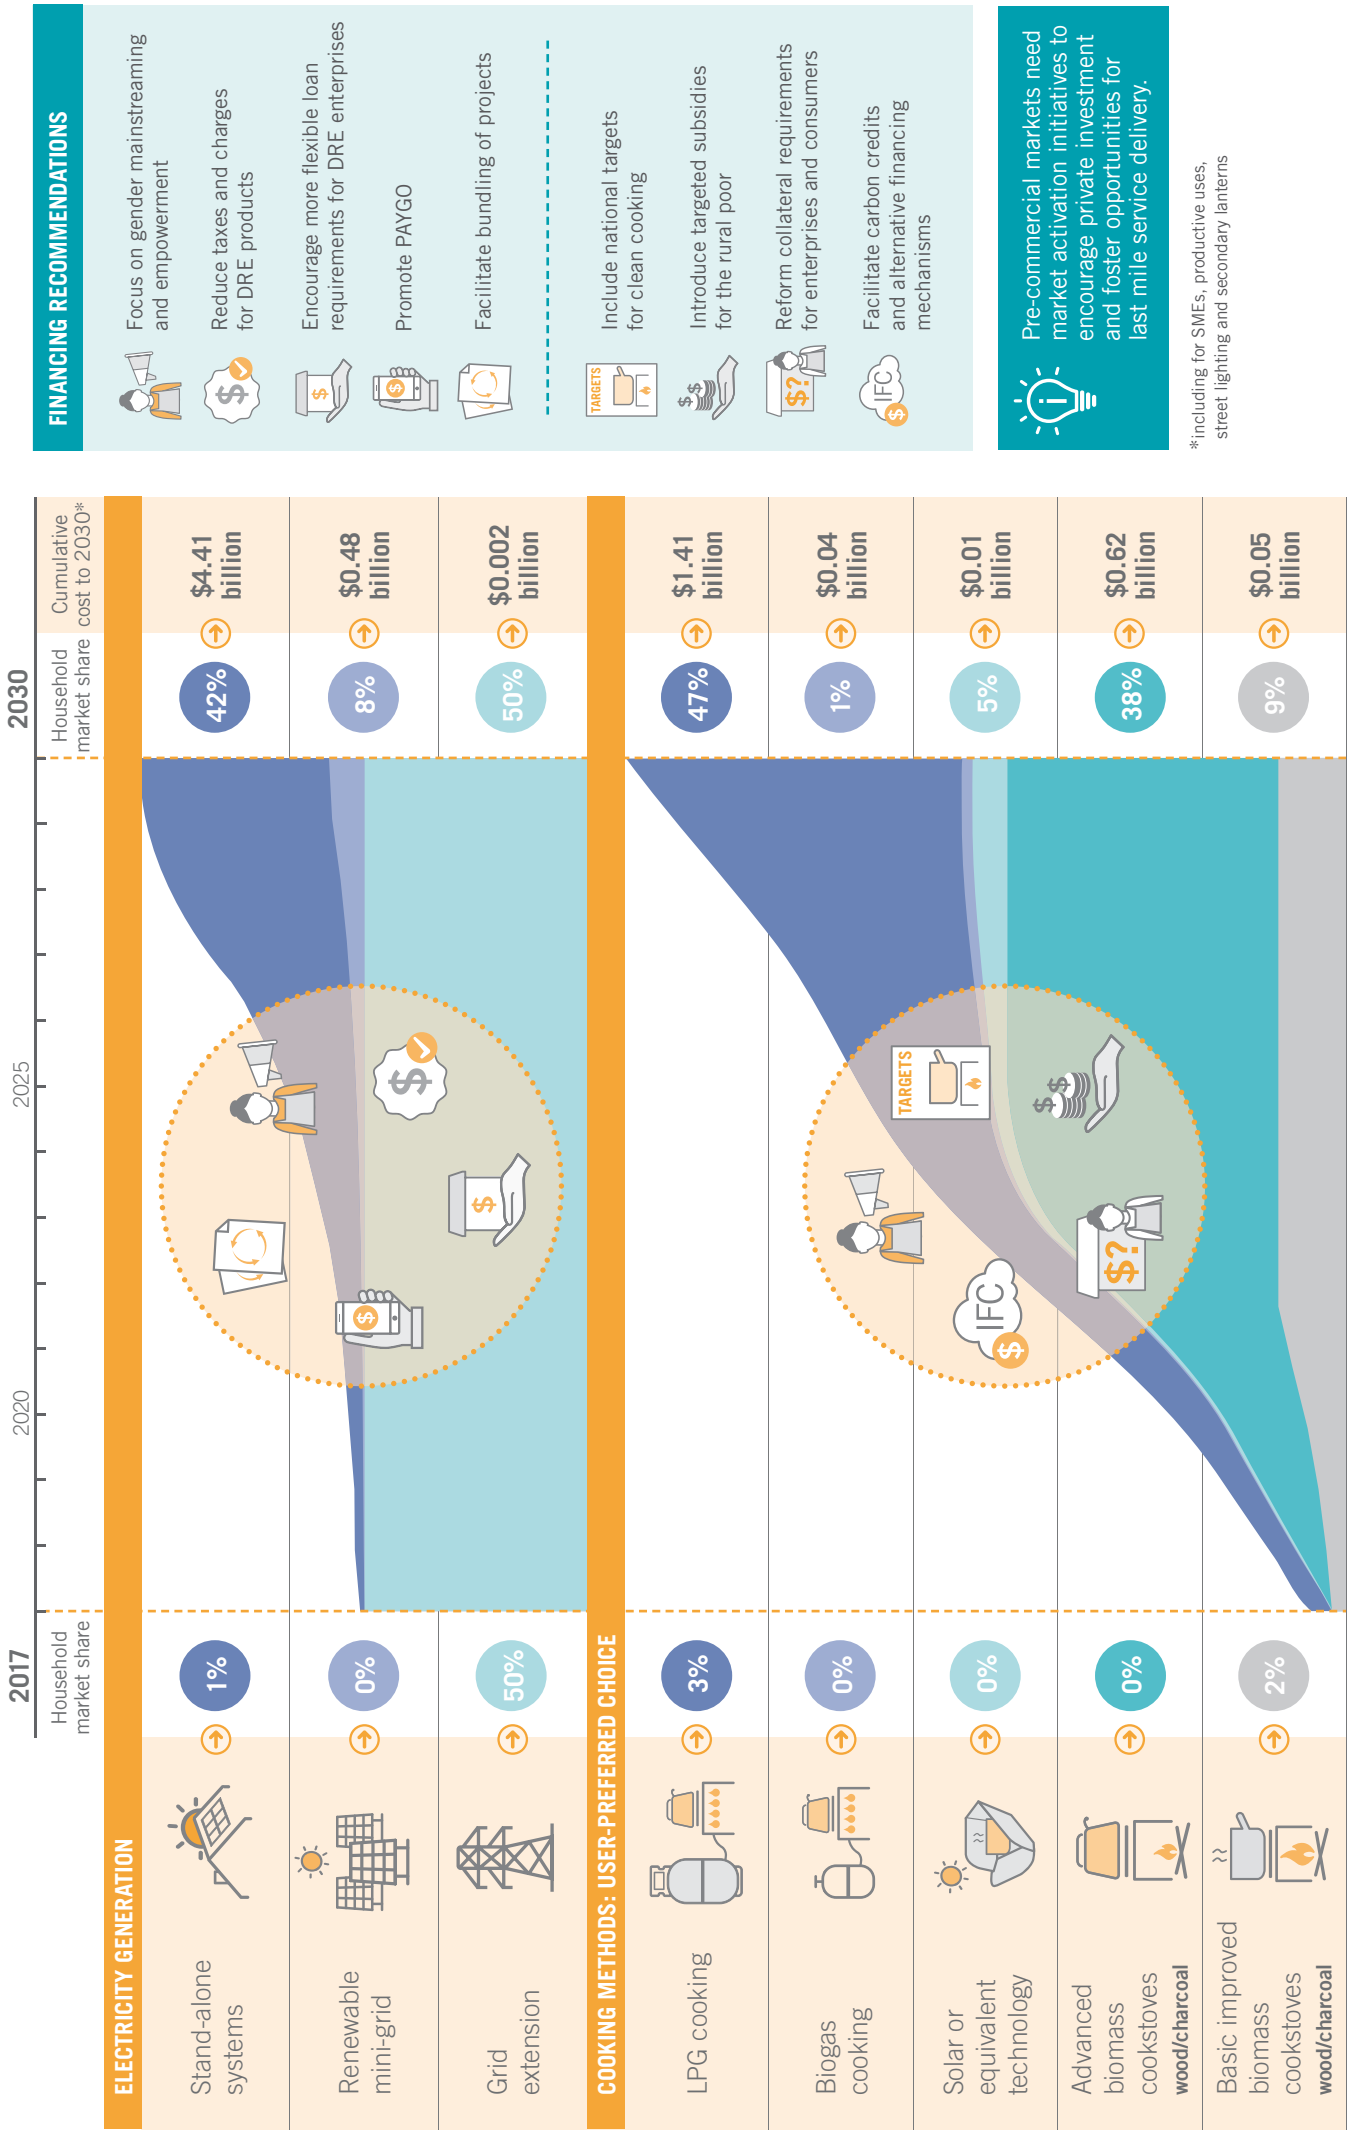 2017
2020
2025
2030
Household
market share
Household
market share
Cumulative
cost to 2030*
ELECTRICITY GENERATION
Stand-alone
systems
1%
42%
$4.41
billion
Renewable
mini-grid
0%
8%
$0.48
billion
Grid
extension
50%
50%
$0.002
billion
$
$
$
COOKING METHODS: USER-PREFERRED CHOICE
LPG cooking
3%
47%
$1.41
billion
Biogas
cooking
0%
1%
$0.04
billion
Solar or
equivalent
technology
0%
5%
$0.01
billion
Advanced
biomass
cookstoves
wood/charcoal
0%
38%
$0.62
billion
Basic improved
biomass
cookstoves
wood/charcoal
2%
9%
$0.05
billion
TARGETS
IFC
$
$?
$ $
FINANCING RECOMMENDATIONS
Focus on gender mainstreaming
and empowerment
$
Reduce taxes and charges
for DRE products
$
Encourage more flexible loan
requirements for DRE enterprises
$
Promote PAYGO
Facilitate bundling of projects
TARGETS
Include national targets
for clean cooking
$ $
Introduce targeted subsidies
for the rural poor
$?
Reform collateral requirements
for enterprises and consumers
IFC
$
Facilitate carbon credits
and alternative financing
mechanisms
i
Pre-commercial markets need
market activation initiatives to
encourage private investment
and foster opportunities for
last mile service delivery.
*including for SMEs, productive uses,
street lighting and secondary lanterns